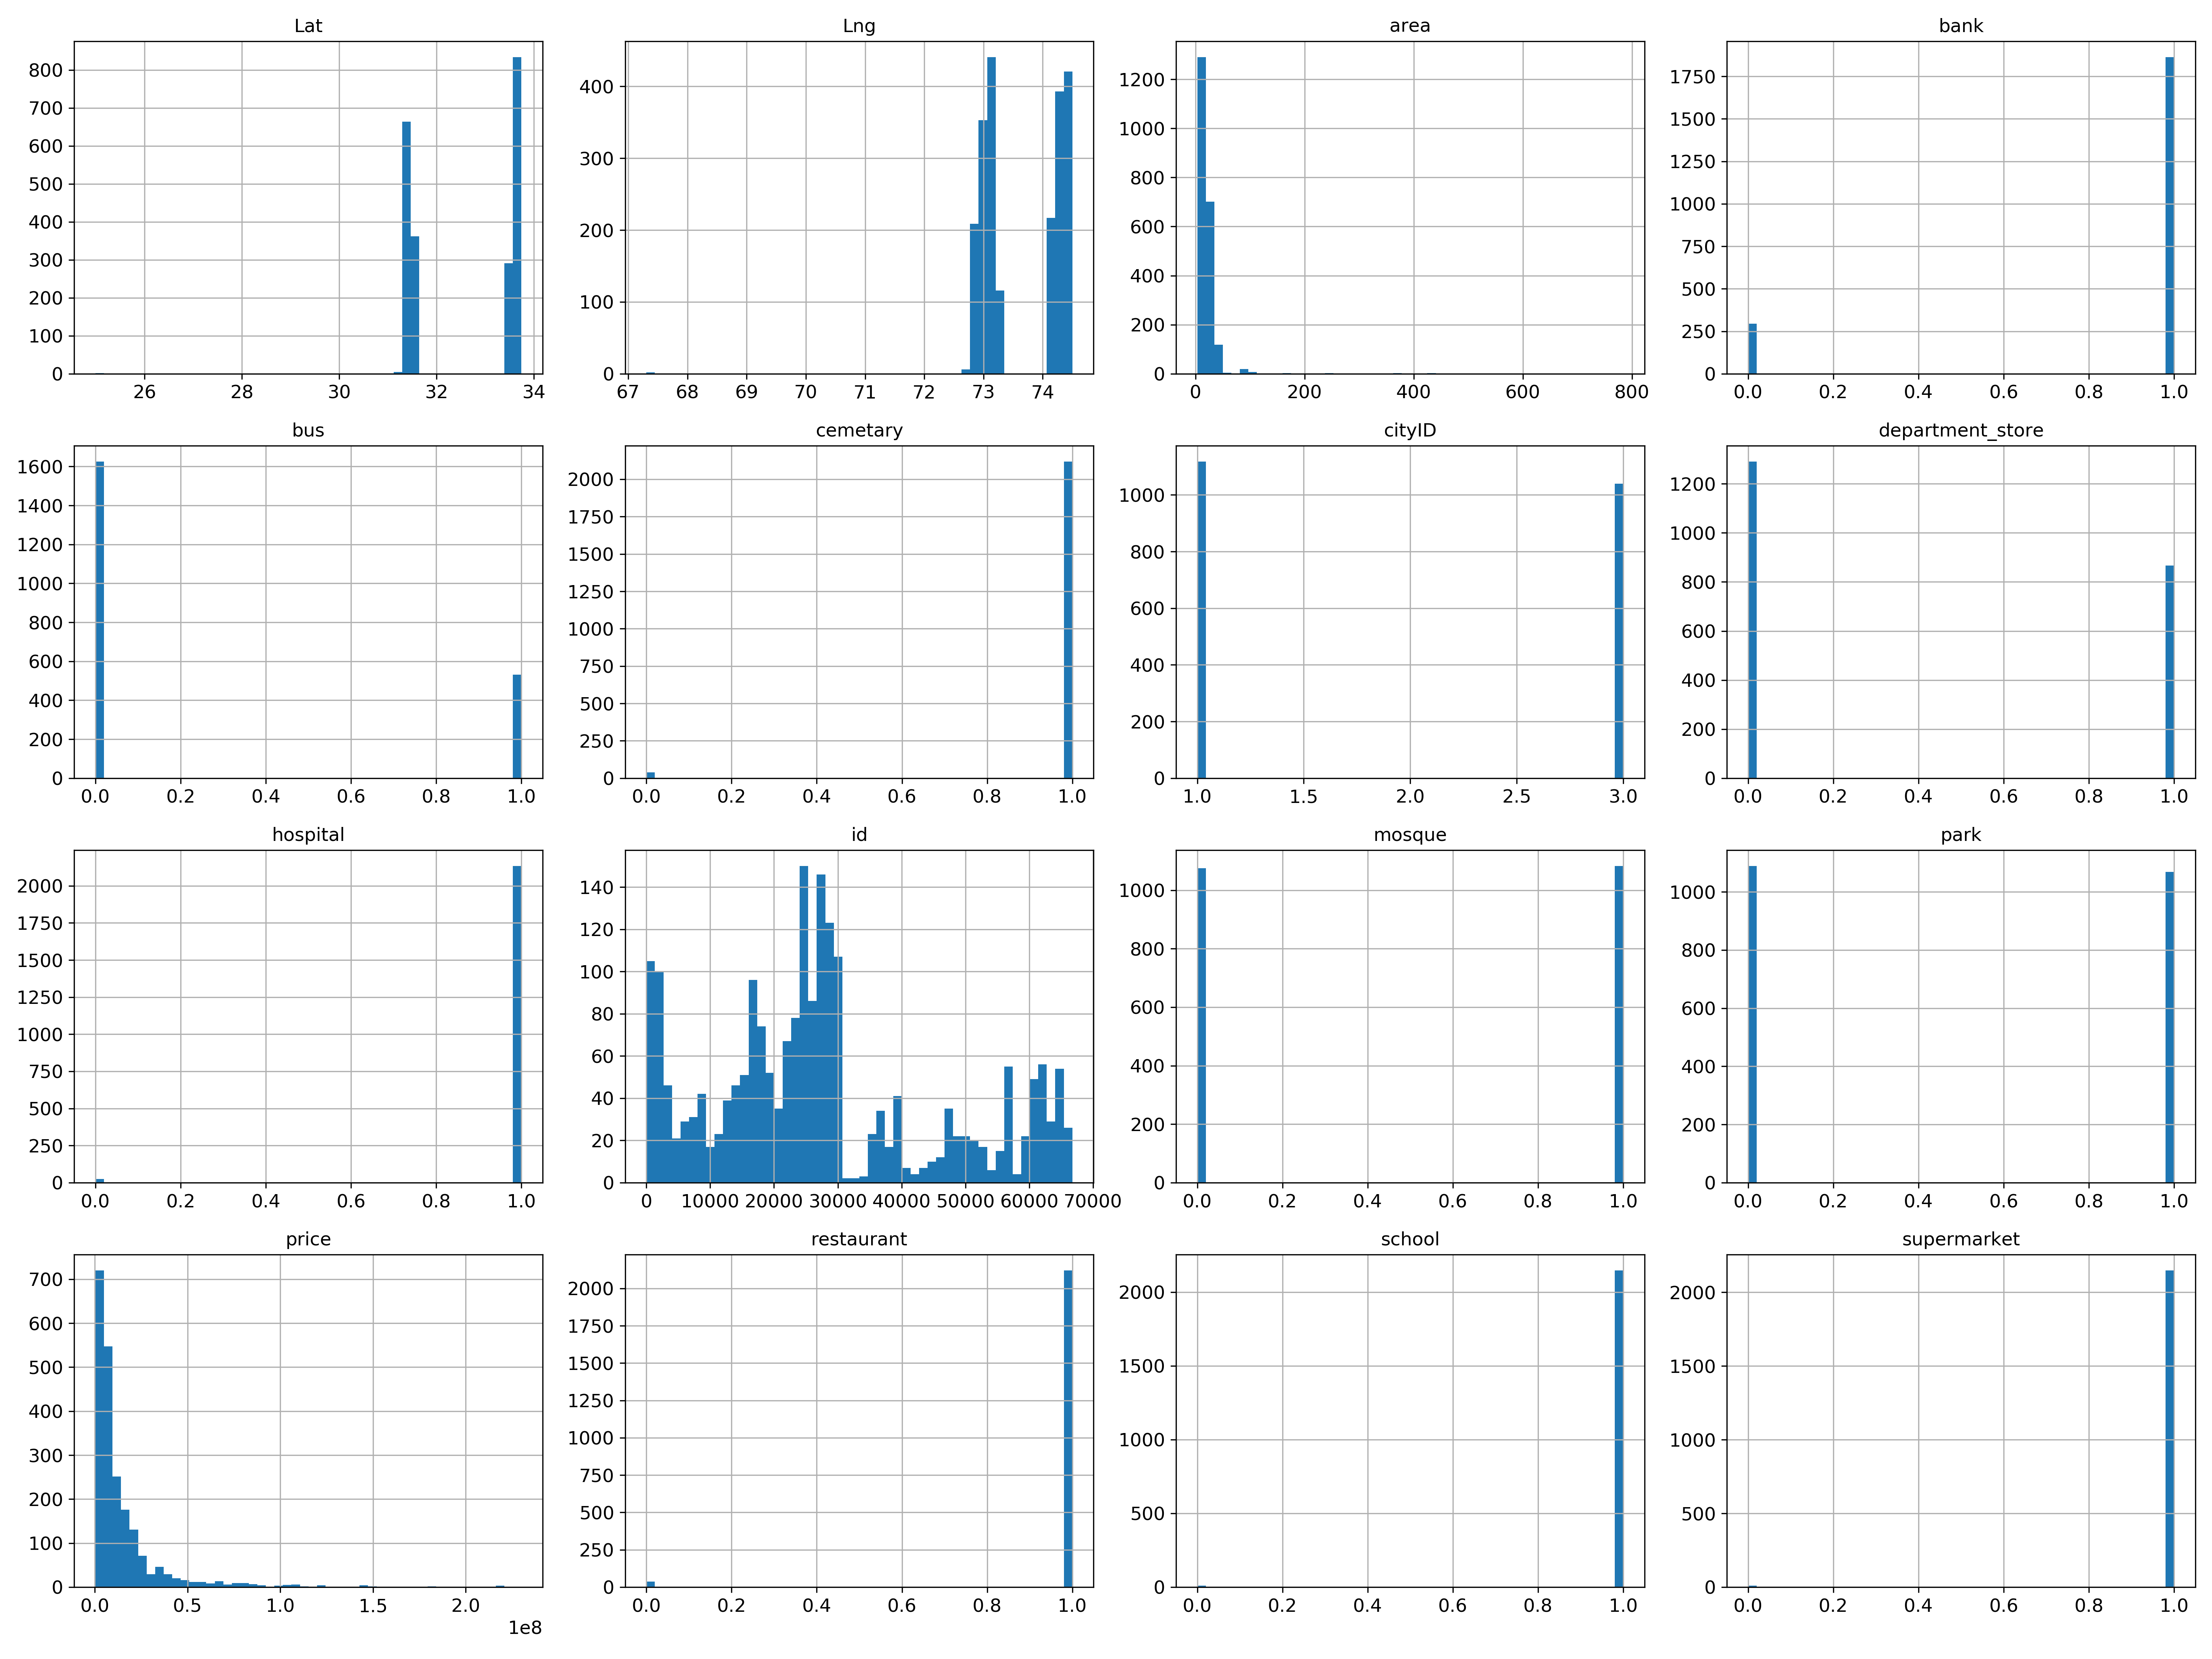 Lat Lng area bank
800 700 600 500 400 300 200 100 0
26 28 30 32 34
400 300 200 100 0
67 68 69 70 71 72 73 74
1200 1000 800 600 400 200 0
0 200 400 600 800
1750 1500 1250 1000 750 500 250 0
0.0 0.2 0.4 0.6 0.8 1.0
bus cemetary cityID department_store
1600 1400 1200 1000 800 600 400 200 0
0.0 0.2 0.4 0.6 0.8 1.0
2000 1750 1500 1250 1000 750 500 250 0
0.0 0.2 0.4 0.6 0.8 1.0
1000 800 600 400 200 0
1.0 1.5 2.0 2.5 3.0
1200 1000 800 600 400 200 0
0.0 0.2 0.4 0.6 0.8 1.0
hospital id mosque park
2000 1750 1500 1250 1000 750 500 250 0
0.0 0.2 0.4 0.6 0.8 1.0
140 120 100 80 60 40 20 0
0 10000 20000 30000 40000 50000 60000 70000
1000 800 600 400 200 0
0.0 0.2 0.4 0.6 0.8 1.0
1000 800 600 400 200 0
0.0 0.2 0.4 0.6 0.8 1.0
price restaurant school supermarket
700 600 500 400 300 200 100 0
0.0 0.5 1.0 1.5 2.0
1e8
2000 1750 1500 1250 1000 750 500 250 0
0.0 0.2 0.4 0.6 0.8 1.0
2000 1500 1000 500 0
0.0 0.2 0.4 0.6 0.8 1.0
2000 1500 1000 500 0
0.0 0.2 0.4 0.6 0.8 1.0